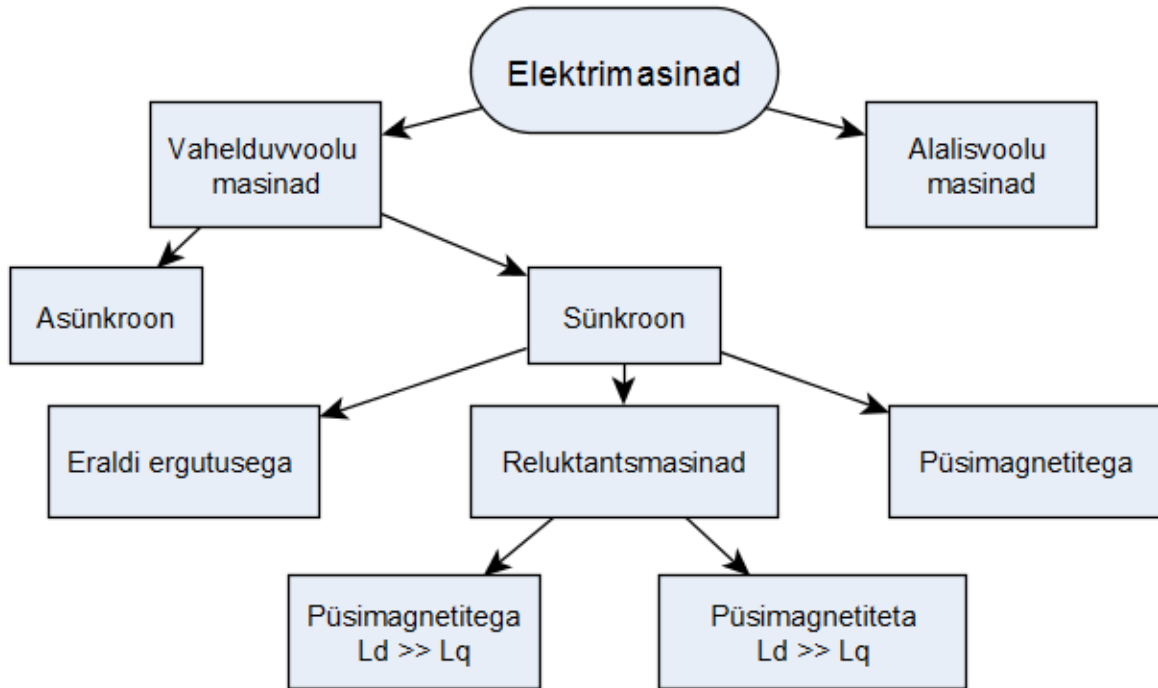 Elektrimasinad
Vahelduvvoolu
masinad
Alalisvoolu
masinad
Asünkroon
Sünkroon
Eraldi ergutusega
Reluktantsmasinad
Püsimagnetitega
Püsimagnetitega
Ld >> Lq
Püsimagnetiteta
Ld >> Lq